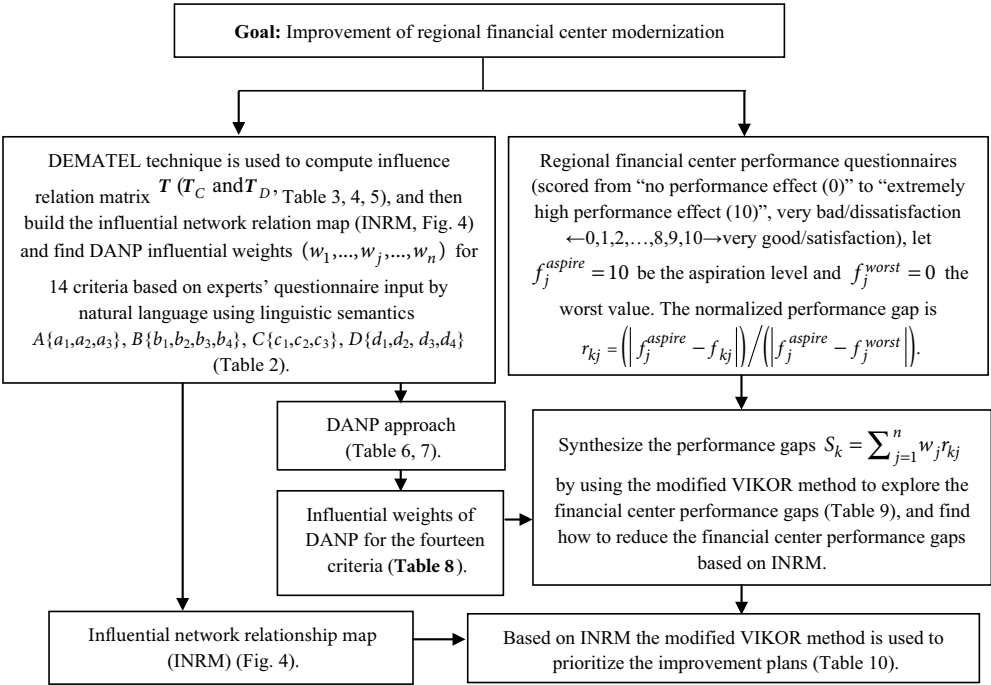 Goal: Improvement of regional financial center modernization
DEMATEL technique is used to compute influence
relation matrix T (T_C and T_D, Table 3, 4, 5), and then
build the influential network relation map (INRM, Fig. 4)
and find DANP influential weights (w_1,...,w_j,...,w_n) for
14 criteria based on experts' questionnaire input by
natural language using linguistic semantics
A{a_1,a_2,a_3}, B{b_1,b_2,b_3,b_4}, C{c_1,c_2,c_3}, D{d_1,d_2, d_3,d_4}
(Table 2).
Regional financial center performance questionnaires
(scored from “no performance effect (0)” to “extremely
high performance effect (10)”, very bad/dissatisfaction
←0,1,2,…,8,9,10→very good/satisfaction), let
f_j^{aspire} = 10 be the aspiration level and f_j^{worst} = 0 the
worst value. The normalized performance gap is
r_{kj} = (|f_j^{aspire} − f_{kj}|)/(|f_j^{aspire} − f_j^{worst}|).
DANP approach
(Table 6, 7).
Influential weights of
DANP for the fourteen
criteria (Table 8).
Synthesize the performance gaps S_k = ∑_{j=1}^{n} w_j r_{kj}
by using the modified VIKOR method to explore the
financial center performance gaps (Table 9), and find
how to reduce the financial center performance gaps
based on INRM.
Influential network relationship map
(INRM) (Fig. 4).
Based on INRM the modified VIKOR method is used to
prioritize the improvement plans (Table 10).